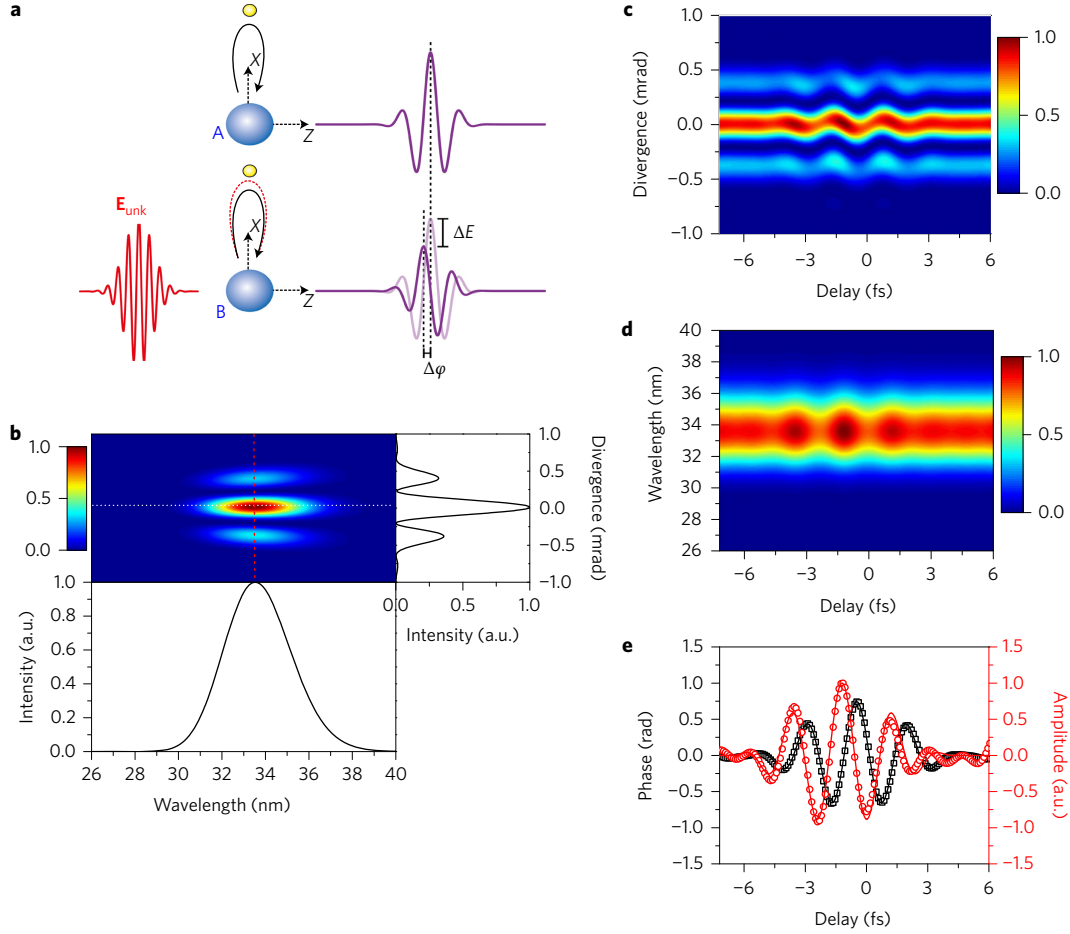 a
X
A
Z
E_unk
X
B
Z
ΔE
Δφ
b
1.0
0.5
0.0
1.0
0.5
0.0
−0.5
−1.0
Divergence (mrad)
0.0
0.5
1.0
Intensity (a.u.)
1.0
0.8
0.6
0.4
0.2
0.0
Intensity (a.u.)
26 28 30 32 34 36 38 40
Wavelength (nm)
c
1.0
0.5
0.0
−0.5
−1.0
Divergence (mrad)
−6 −3 0 3 6
Delay (fs)
1.0
0.5
0.0
d
40
38
36
34
32
30
28
26
Wavelength (nm)
−6 −3 0 3 6
Delay (fs)
1.0
0.5
0.0
e
1.5
1.0
0.5
0.0
−0.5
−1.0
−1.5
Phase (rad)
1.5
1.0
0.5
0.0
−0.5
−1.0
−1.5
Amplitude (a.u.)
−6 −3 0 3 6
Delay (fs)